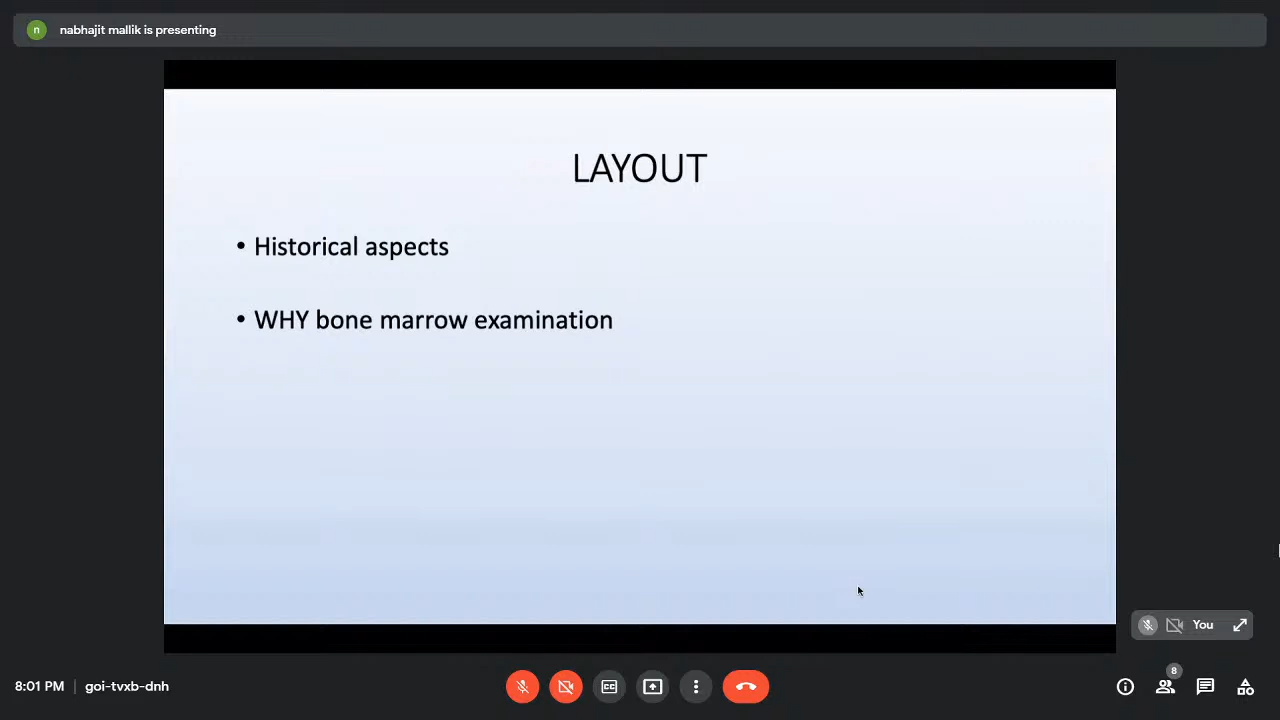 n
nabhajit mallik is presenting
LAYOUT
• Historical aspects
• WHY bone marrow examination
You
8:01 PM | goi-tvxb-dnh
CC
8